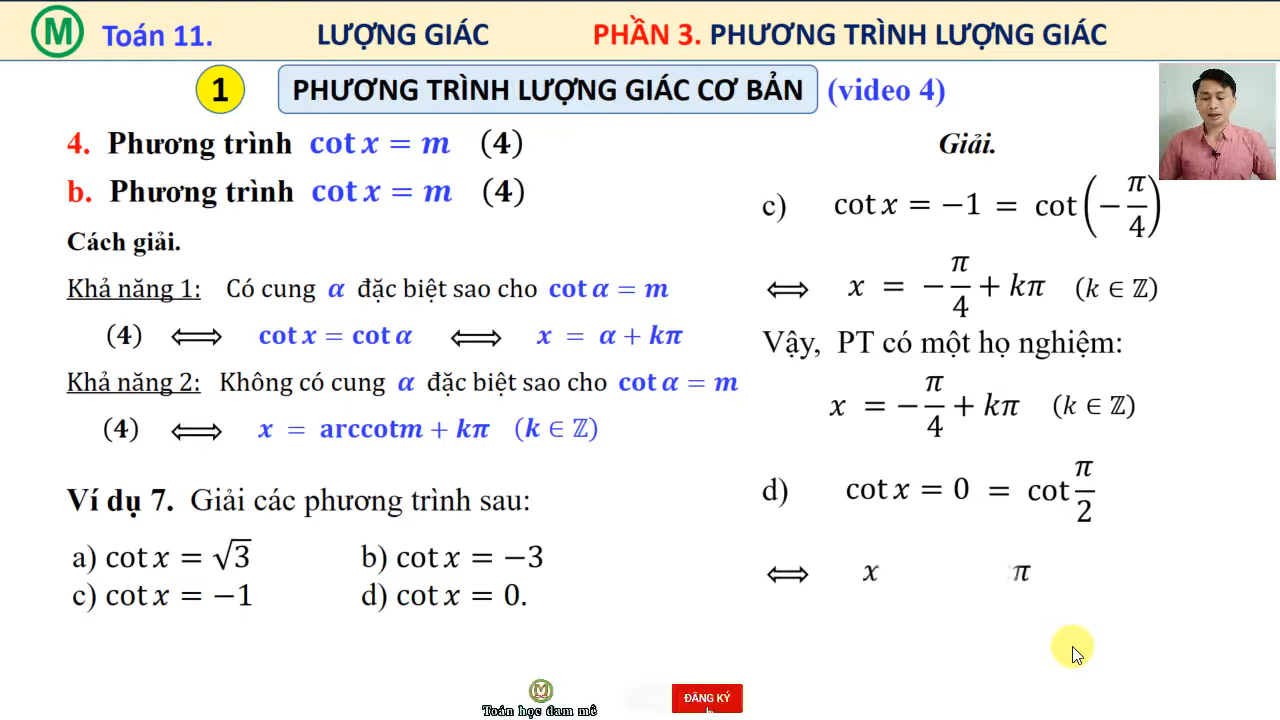 M Toán 11. LƯỢNG GIÁC PHẦN 3. PHƯƠNG TRÌNH LƯỢNG GIÁC
1 PHƯƠNG TRÌNH LƯỢNG GIÁC CƠ BẢN (video 4)
4. Phương trình cot x = m (4)
b. Phương trình cot x = m (4)
Cách giải.
Khả năng 1: Có cung α đặc biệt sao cho cot α = m
(4) ⟺ cot x = cot α ⟺ x = α + kπ
Khả năng 2: Không có cung α đặc biệt sao cho cot α = m
(4) ⟺ x = arccotm + kπ (k ∈ ℤ)
Ví dụ 7. Giải các phương trình sau:
a) cot x = √3 b) cot x = −3
c) cot x = −1 d) cot x = 0.
Giải.
c) cot x = −1 = cot(−π/4)
⟺ x = −π/4 + kπ (k ∈ ℤ)
Vậy, PT có một họ nghiệm:
x = −π/4 + kπ (k ∈ ℤ)
d) cot x = 0 = cot π/2
⟺ x π
Toán học đam mê
ĐĂNG KÝ